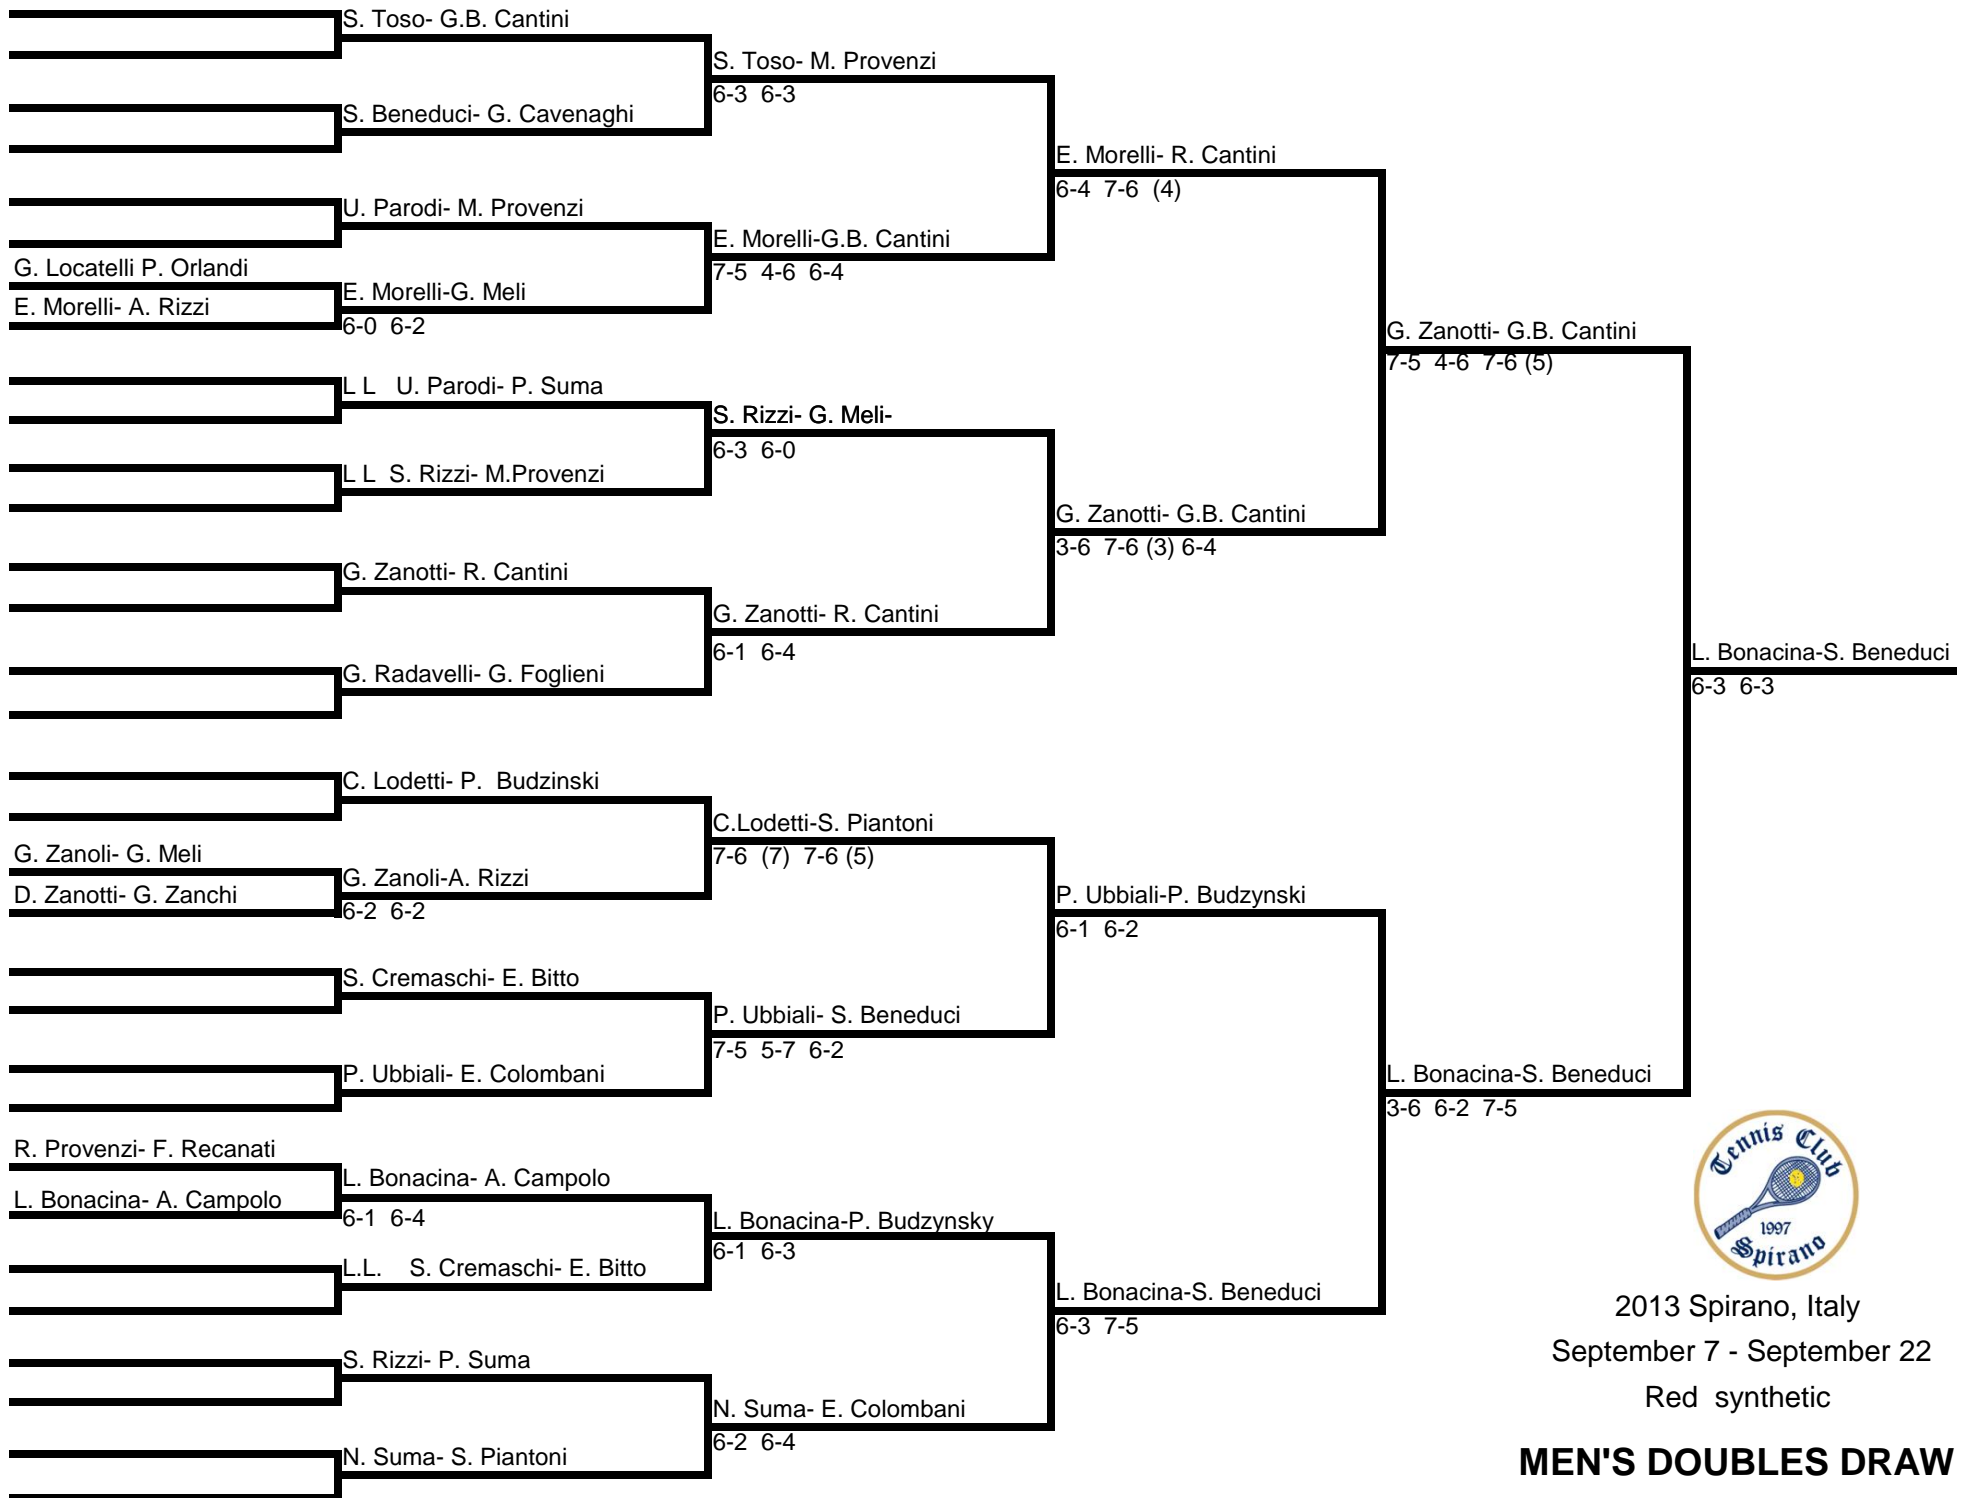 G. Locatelli P. Orlandi
E. Morelli- A. Rizzi
G. Zanoli- G. Meli
D. Zanotti- G. Zanchi
R. Provenzi- F. Recanati
L. Bonacina- A. Campolo
S. Toso- G.B. Cantini
S. Beneduci- G. Cavenaghi
U. Parodi- M. Provenzi
E. Morelli-G. Meli
6-0 6-2
L L U. Parodi- P. Suma
L L S. Rizzi- M.Provenzi
G. Zanotti- R. Cantini
G. Radavelli- G. Foglieni
C. Lodetti- P. Budzinski
G. Zanoli-A. Rizzi
6-2 6-2
S. Cremaschi- E. Bitto
P. Ubbiali- E. Colombani
L. Bonacina- A. Campolo
6-1 6-4
L.L. S. Cremaschi- E. Bitto
S. Rizzi- P. Suma
N. Suma- S. Piantoni
S. Toso- M. Provenzi
6-3 6-3
E. Morelli-G.B. Cantini
7-5 4-6 6-4
S. Rizzi- G. Meli-
6-3 6-0
G. Zanotti- R. Cantini
6-1 6-4
C.Lodetti-S. Piantoni
7-6 (7) 7-6 (5)
P. Ubbiali- S. Beneduci
7-5 5-7 6-2
L. Bonacina-P. Budzynsky
6-1 6-3
N. Suma- E. Colombani
6-2 6-4
E. Morelli- R. Cantini
6-4 7-6 (4)
G. Zanotti- G.B. Cantini
3-6 7-6 (3) 6-4
P. Ubbiali-P. Budzynski
6-1 6-2
L. Bonacina-S. Beneduci
6-3 7-5
G. Zanotti- G.B. Cantini
7-5 4-6 7-6 (5)
L. Bonacina-S. Beneduci
3-6 6-2 7-5
L. Bonacina-S. Beneduci
6-3 6-3
Tennis Club
1997
Spirano
2013 Spirano, Italy
September 7 - September 22
Red synthetic
MEN'S DOUBLES DRAW